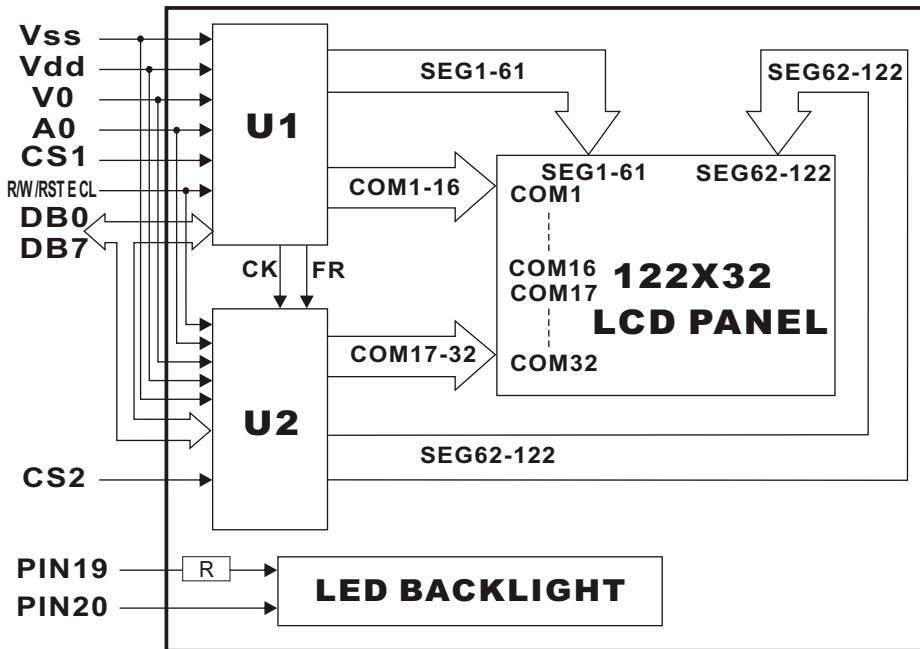 Vss
Vdd
V0
A0
CS1
R/W /RST E CL
DB0
DB7
U1
SEG1-61
SEG62-122
COM1-16
SEG1-61
SEG62-122
COM1
COM16
COM17
COM32
122X32
LCD PANEL
CK
FR
COM17-32
U2
SEG62-122
CS2
PIN19
R
PIN20
LED BACKLIGHT